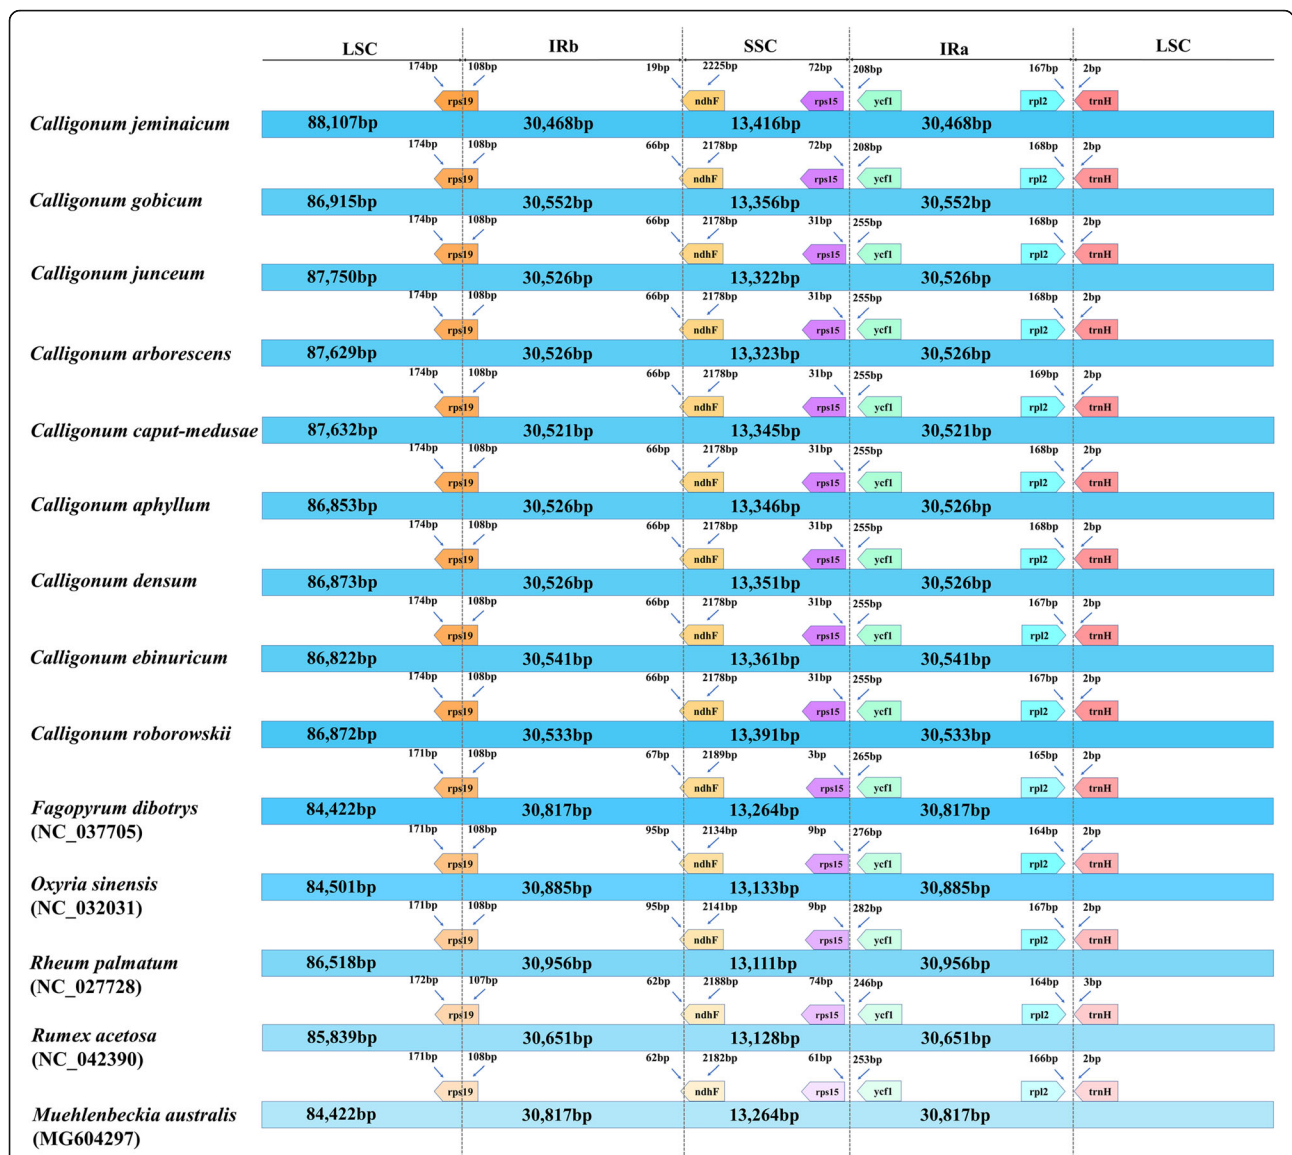 LSC IRb SSC IRa LSC
174bp 108bp 19bp 2225bp 72bp 208bp 167bp 2bp
rps19 ndhF rps15 ycf1 rpl2 trnH
Calligonum jeminaicum 88,107bp 30,468bp 13,416bp 30,468bp
174bp 108bp 66bp 2178bp 72bp 208bp 168bp 2bp
rps19 ndhF rps15 ycf1 rpl2 trnH
Calligonum gobicum 86,915bp 30,552bp 13,356bp 30,552bp
174bp 108bp 66bp 2178bp 31bp 255bp 168bp 2bp
rps19 ndhF rps15 ycf1 rpl2 trnH
Calligonum junceum 87,750bp 30,526bp 13,322bp 30,526bp
174bp 108bp 66bp 2178bp 31bp 255bp 168bp 2bp
rps19 ndhF rps15 ycf1 rpl2 trnH
Calligonum arborescens 87,629bp 30,526bp 13,323bp 30,526bp
174bp 108bp 66bp 2178bp 31bp 255bp 169bp 2bp
rps19 ndhF rps15 ycf1 rpl2 trnH
Calligonum caput-medusae 87,632bp 30,521bp 13,345bp 30,521bp
174bp 108bp 66bp 2178bp 31bp 255bp 168bp 2bp
rps19 ndhF rps15 ycf1 rpl2 trnH
Calligonum aphyllum 86,853bp 30,526bp 13,346bp 30,526bp
174bp 108bp 66bp 2178bp 31bp 255bp 168bp 2bp
rps19 ndhF rps15 ycf1 rpl2 trnH
Calligonum densum 86,873bp 30,526bp 13,351bp 30,526bp
174bp 108bp 66bp 2178bp 31bp 255bp 167bp 2bp
rps19 ndhF rps15 ycf1 rpl2 trnH
Calligonum ebinuricum 86,822bp 30,541bp 13,361bp 30,541bp
174bp 108bp 66bp 2178bp 31bp 255bp 167bp 2bp
rps19 ndhF rps15 ycf1 rpl2 trnH
Calligonum roborowskii 86,872bp 30,533bp 13,391bp 30,533bp
171bp 108bp 67bp 2189bp 3bp 265bp 165bp 2bp
rps19 ndhF rps15 ycf1 rpl2 trnH
Fagopyrum dibotrys 84,422bp 30,817bp 13,264bp 30,817bp
(NC_037705)
171bp 108bp 95bp 2134bp 9bp 276bp 164bp 2bp
rps19 ndhF rps15 ycf1 rpl2 trnH
Oxyria sinensis 84,501bp 30,885bp 13,133bp 30,885bp
(NC_032031)
171bp 108bp 95bp 2141bp 9bp 282bp 167bp 2bp
rps19 ndhF rps15 ycf1 rpl2 trnH
Rheum palmatum 86,518bp 30,956bp 13,111bp 30,956bp
(NC_027728)
172bp 107bp 62bp 2188bp 74bp 246bp 164bp 3bp
rps19 ndhF rps15 ycf1 rpl2 trnH
Rumex acetosa 85,839bp 30,651bp 13,128bp 30,651bp
(NC_042390)
171bp 108bp 62bp 2182bp 61bp 253bp 166bp 2bp
rps19 ndhF rps15 ycf1 rpl2 trnH
Muehlenbeckia australis 84,422bp 30,817bp 13,264bp 30,817bp
(MG604297)